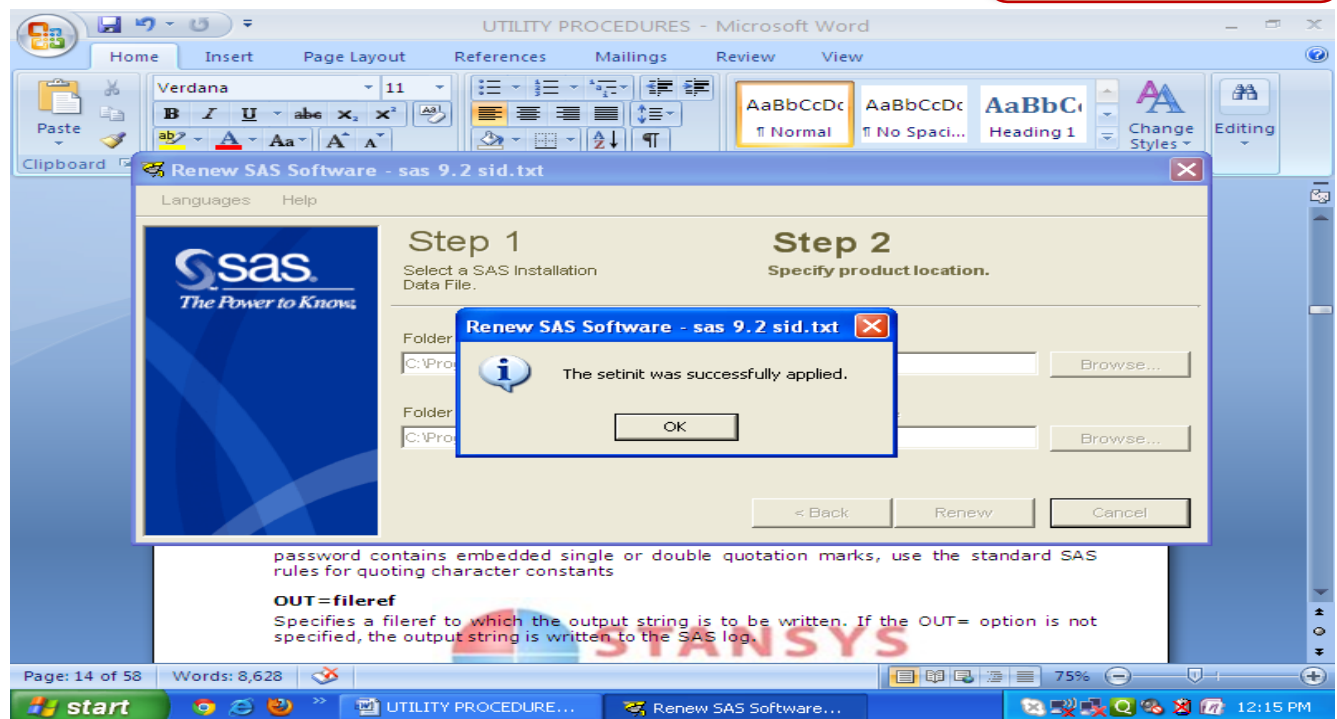 UTILITY PROCEDURES - Microsoft Word
Home Insert Page Layout References Mailings Review View
Paste
Clipboard
Verdana 11
B I U abe x₂ x²
ab Aa A A
AaBbCcDc AaBbCcDc AaBbC
¶ Normal ¶ No Spaci... Heading 1
Change Styles
Editing
Renew SAS Software - sas 9.2 sid.txt
Languages Help
sas.
The Power to Know.
Step 1
Select a SAS Installation
Data File.
Step 2
Specify product location.
Folder
C:\Pro
Browse...
Folder
C:\Pro
Browse...
Renew SAS Software - sas 9.2 sid.txt
The setinit was successfully applied.
OK
< Back Renew Cancel
password contains embedded single or double quotation marks, use the standard SAS
rules for quoting character constants
OUT=fileref
Specifies a fileref to which the output string is to be written. If the OUT= option is not
specified, the output string is written to the SAS log.
STANSYS
Page: 14 of 58 Words: 8,628 75%
start UTILITY PROCEDURE... Renew SAS Software... 12:15 PM